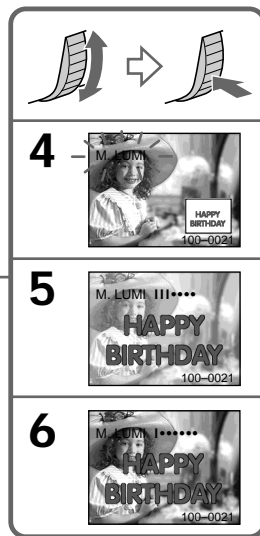 4
M. LUMI
HAPPY
BIRTHDAY
100–0021
5
M. LUMI III••••
HAPPY
BIRTHDAY
100–0021
6
M. LUMI I••••••
HAPPY
BIRTHDAY
100–0021